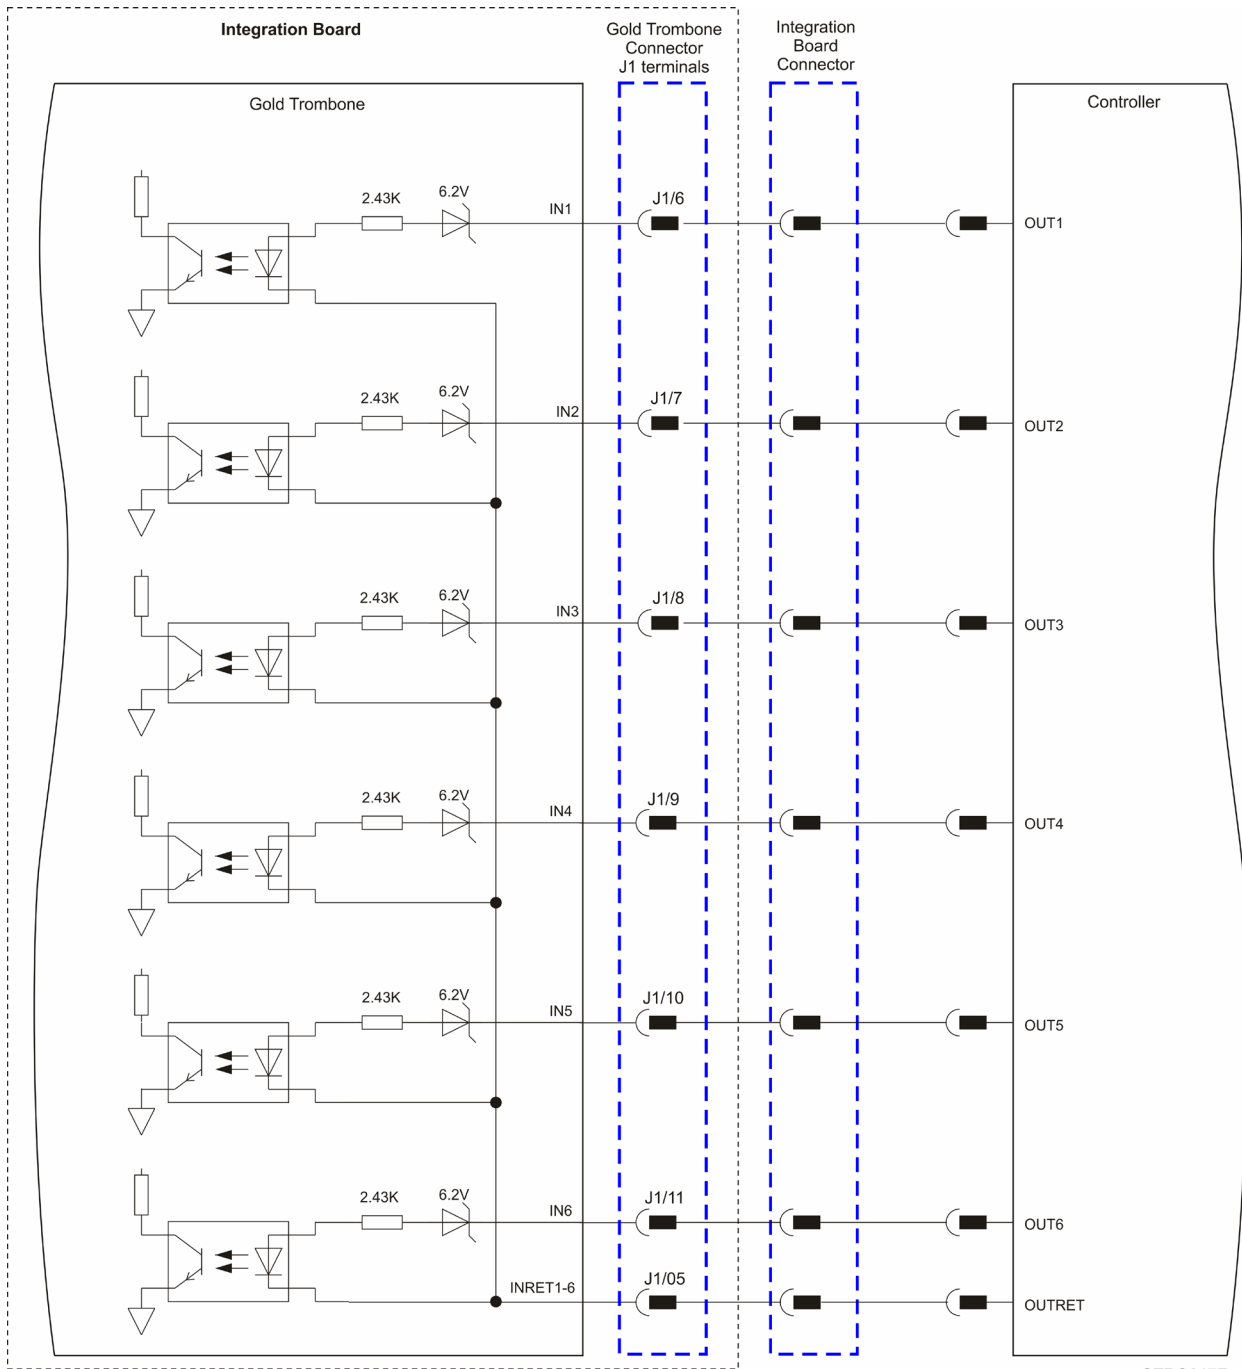 Integration Board
Gold Trombone
Connector
J1 terminals
Integration
Board
Connector
Gold Trombone
Controller
2.43K
6.2V
IN1
J1/6
OUT1
2.43K
6.2V
IN2
J1/7
OUT2
2.43K
6.2V
IN3
J1/8
OUT3
2.43K
6.2V
IN4
J1/9
OUT4
2.43K
6.2V
IN5
J1/10
OUT5
2.43K
6.2V
IN6
J1/11
OUT6
INRET1-6
J1/05
OUTRET